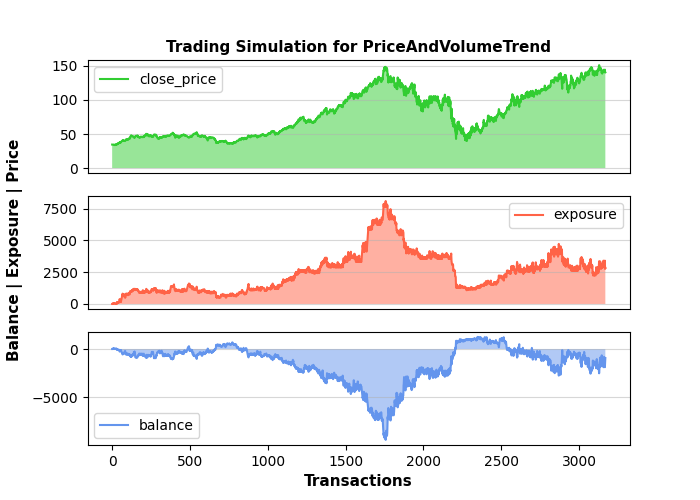 Trading Simulation for PriceAndVolumeTrend
Balance | Exposure | Price
150
100
50
0
close_price
7500
5000
2500
0
exposure
0
−5000
balance
0
500
1000
1500
2000
2500
3000
Transactions